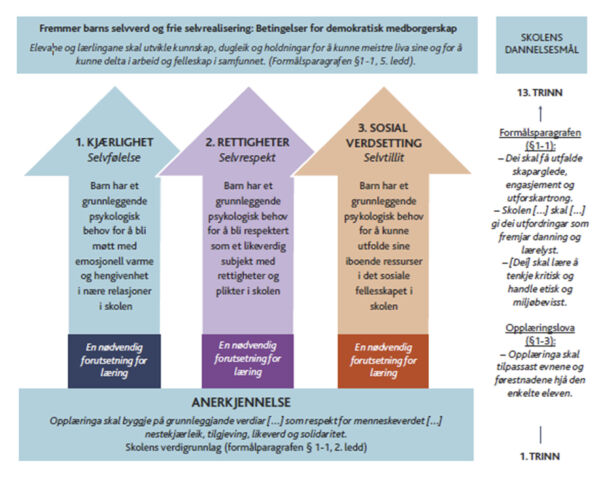 Fremmer barns selvverd og frie selvrealisering: Betingelser for demokratisk medborgerskap
Elevane og lærlingane skal utvikle kunnskap, dugleik og holdningar for å kunne meistre liva sine og for å
kunne delta i arbeid og felleskap i samfunnet. (Formålsparagrafen §1-1, 5. ledd).
1. KJÆRLIGHET
Selvfølelse
Barn har et
grunnleggende
psykologisk
behov for å bli
møtt med
emosjonell varme
og hengivenhet
i nære relasjoner
i skolen
En nødvendig
forutsetning for
læring
2. RETTIGHETER
Selvrespekt
Barn har et
grunnleggende
psykologisk behov
for å bli respektert
som et likeverdig
subjekt med
rettigheter og
plikter i skolen
En nødvendig
forutsetning for
læring
3. SOSIAL
VERDSETTING
Selvtillit
Barn har et
grunnleggende
psykologisk behov
for å kunne
utfolde sine
iboende ressurser
i det sosiale
fellesskapet i
skolen
En nødvendig
forutsetning for
læring
ANERKJENNELSE
Opplæringa skal byggje på grunnleggjande verdiar [...] som respekt for menneskeverdet [...]
nestekjærleik, tilgjeving, likeverd og solidaritet.
Skolens verdigrunnlag (formålparagrafen § 1-1, 2. ledd)
SKOLENS
DANNELSESMÅL
13. TRINN
Formålsparagrafen
(§1-1):
– Dei skal få utfalde
skaparglede,
engasjement og
utforskartrong.
– Skolen [...] skal [...]
gi dei utfordringar som
fremjar danning og
lærelyst.
– [Dei] skal lære å
tenkje kritisk og
handle etisk og
miljøbevisst.
Opplæringslova
(§1-3):
– Opplæringa skal
tilpassast evnene og
førestnadene hjå den
enkelte eleven.
1. TRINN